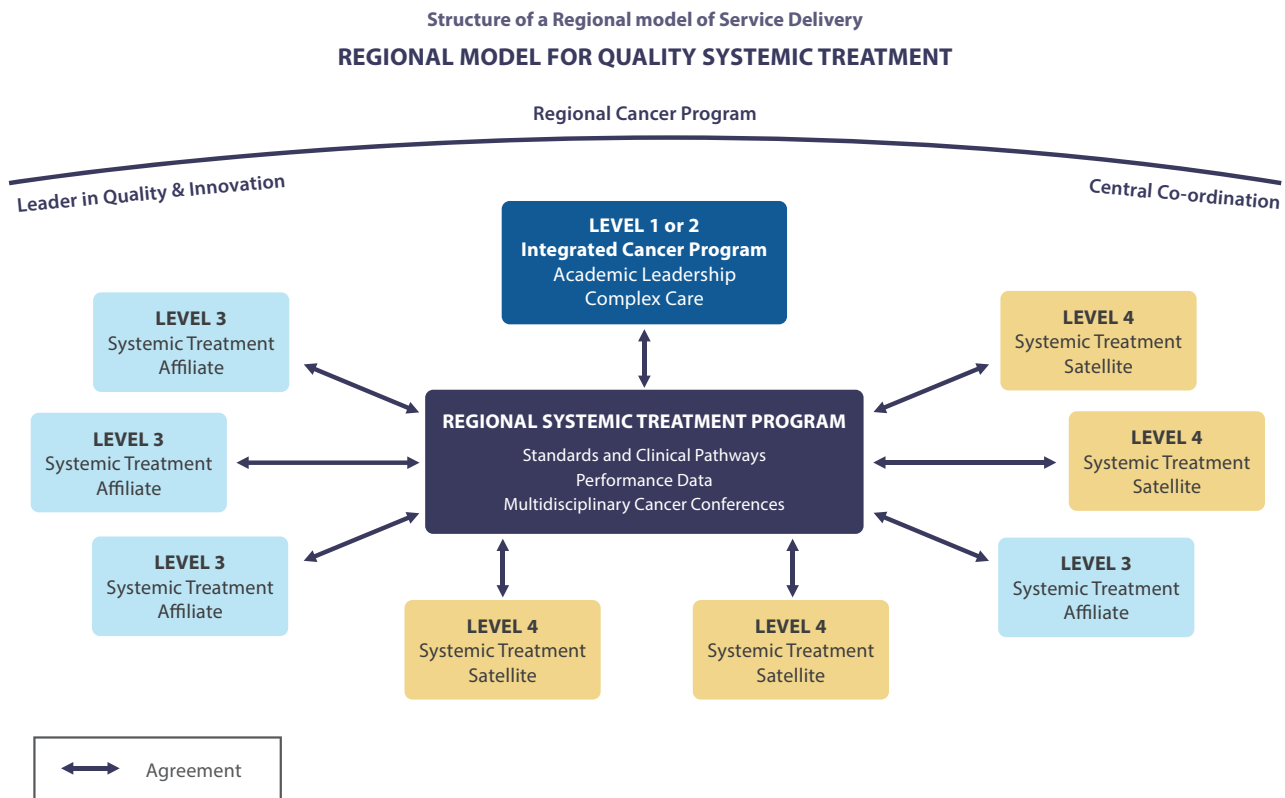 Structure of a Regional model of Service Delivery
REGIONAL MODEL FOR QUALITY SYSTEMIC TREATMENT
Regional Cancer Program
Leader in Quality & Innovation
Central Co-ordination
LEVEL 1 or 2
Integrated Cancer Program
Academic Leadership
Complex Care
LEVEL 3
Systemic Treatment
Affiliate
LEVEL 4
Systemic Treatment
Satellite
LEVEL 3
Systemic Treatment
Affiliate
REGIONAL SYSTEMIC TREATMENT PROGRAM
Standards and Clinical Pathways
Performance Data
Multidisciplinary Cancer Conferences
LEVEL 4
Systemic Treatment
Satellite
LEVEL 3
Systemic Treatment
Affiliate
LEVEL 3
Systemic Treatment
Affiliate
LEVEL 4
Systemic Treatment
Satellite
LEVEL 4
Systemic Treatment
Satellite
Agreement